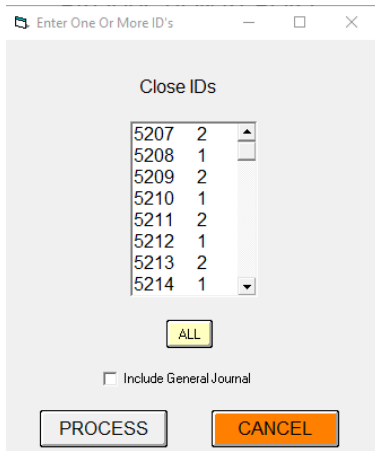 Enter One Or More ID's
Close IDs
5207 2
5208 1
5209 2
5210 1
5211 2
5212 1
5213 2
5214 1
ALL
Include General Journal
PROCESS CANCEL